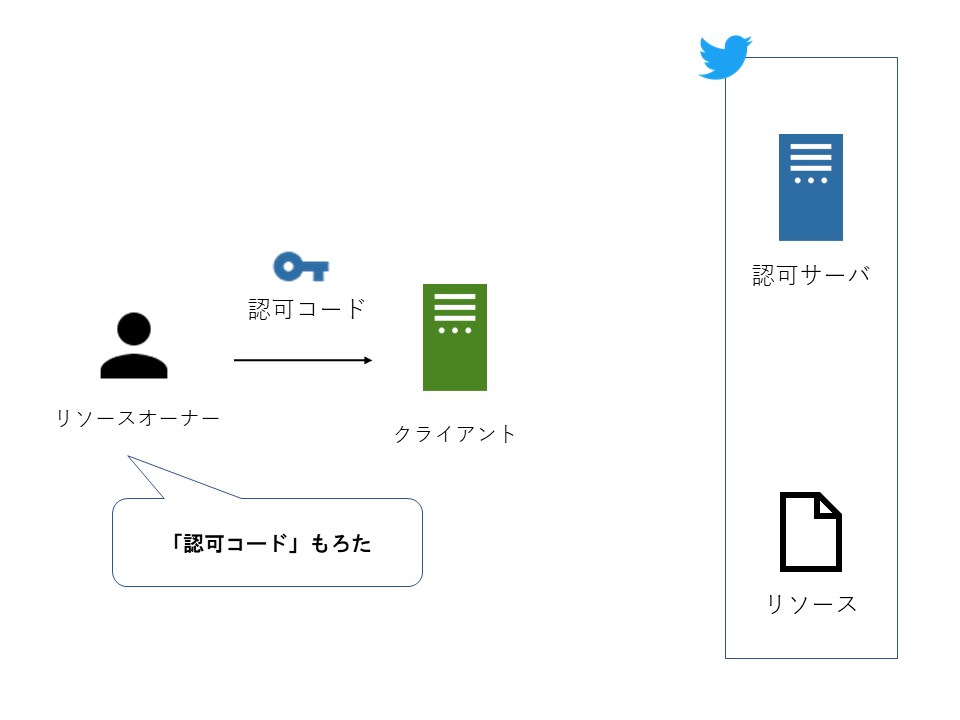 認可サーバ
認可コード
リソースオーナー
クライアント
「認可コード」もろた
リソース